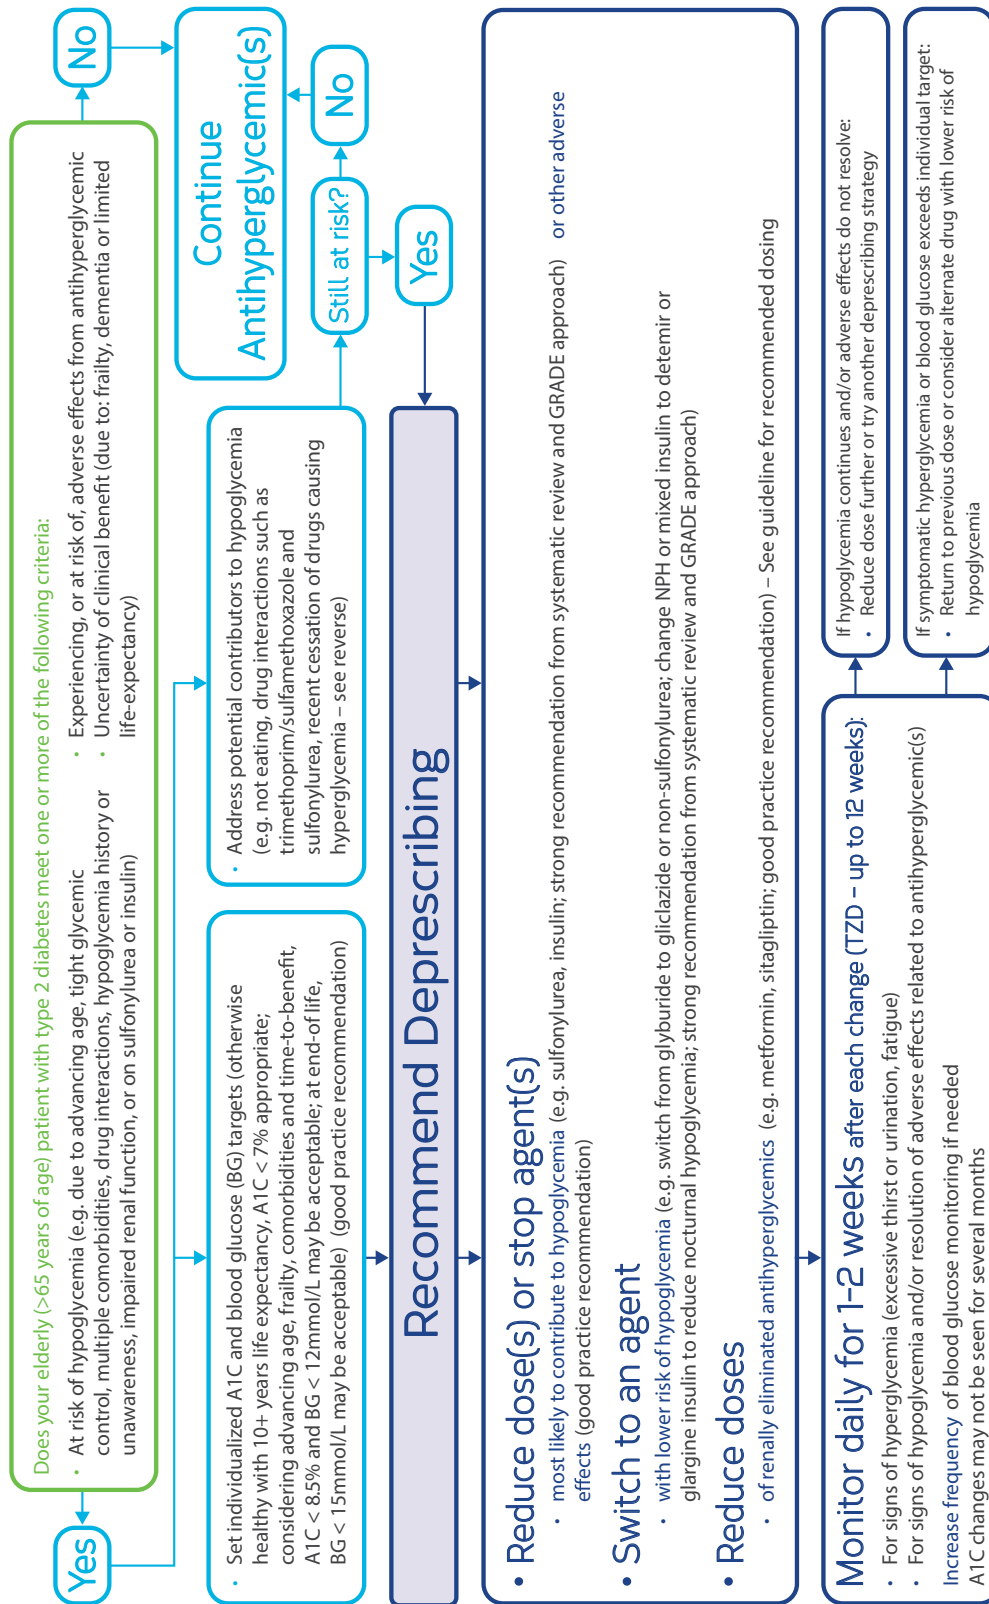 Does your elderly (>65 years of age) patient with type 2 diabetes meet one or more of the following criteria:
• At risk of hypoglycemia (e.g. due to advancing age, tight glycemic
control, multiple comorbidities, drug interactions, hypoglycemia history or
unawareness, impaired renal function, or on sulfonylurea or insulin)
• Experiencing, or at risk of, adverse effects from antihyperglycemic
• Uncertainty of clinical benefit (due to: frailty, dementia or limited
life-expectancy)
Yes
No
• Set individualized A1C and blood glucose (BG) targets (otherwise
healthy with 10+ years life expectancy, A1C < 7% appropriate;
considering advancing age, frailty, comorbidities and time-to-benefit,
A1C < 8.5% and BG < 12mmol/L may be acceptable; at end-of-life,
BG < 15mmol/L may be acceptable) (good practice recommendation)
• Address potential contributors to hypoglycemia
(e.g. not eating, drug interactions such as
trimethoprim/sulfamethoxazole and
sulfonylurea, recent cessation of drugs causing
hyperglycemia – see reverse)
Continue
Antihyperglycemic(s)
Still at risk?
No
Yes
Recommend Deprescribing
• Reduce dose(s) or stop agent(s)
• most likely to contribute to hypoglycemia (e.g. sulfonylurea, insulin; strong recommendation from systematic review and GRADE approach) or other adverse
effects (good practice recommendation)
• Switch to an agent
• with lower risk of hypoglycemia (e.g. switch from glyburide to gliclazide or non-sulfonylurea; change NPH or mixed insulin to detemir or
glargine insulin to reduce nocturnal hypoglycemia; strong recommendation from systematic review and GRADE approach)
• Reduce doses
• of renally eliminated antihyperglycemics (e.g. metformin, sitagliptin; good practice recommendation) – See guideline for recommended dosing
Monitor daily for 1–2 weeks after each change (TZD – up to 12 weeks):
• For signs of hyperglycemia (excessive thirst or urination, fatigue)
• For signs of hypoglycemia and/or resolution of adverse effects related to antihyperglycemic(s)
Increase frequency of blood glucose monitoring if needed
A1C changes may not be seen for several months
If hypoglycemia continues and/or adverse effects do not resolve:
• Reduce dose further or try another deprescribing strategy
If symptomatic hyperglycemia or blood glucose exceeds individual target:
• Return to previous dose or consider alternate drug with lower risk of
hypoglycemia